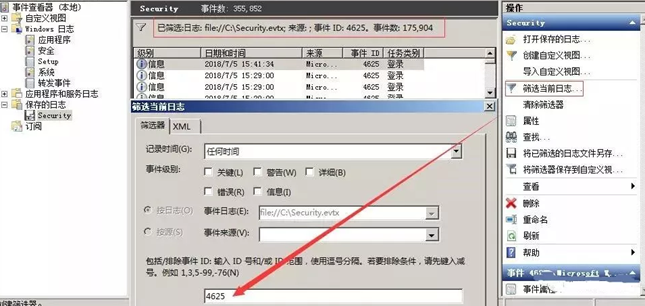 事件查看器（本地）
自定义视图
Windows 日志
应用程序
安全
Setup
系统
转发事件
应用程序和服务日志
保存的日志
Security
订阅
Security 事件数: 355,052
已筛选:日志: file://C:\Security.evtx; 来源: ; 事件 ID: 4625。事件数: 175,904
级别 日期和时间 来源 事件 ID 任务类别
信息 2018/7/5 15:41:34 Micro... 4625 登录
信息 2018/7/5 15:29:00 Micro... 4625 登录
信息 2018/7/5 15:29:00 Micro... 4625 登录
筛选当前日志
筛选器 XML
记录时间(G): 任何时间
事件级别: 关键(L) 警告(W) 详细(B)
错误(R) 信息(I)
按日志(O) 事件日志(E): file://C:\Security.evtx
按源(S) 事件来源(V):
包括/排除事件 ID: 输入 ID 号和/或 ID 范围，使用逗号分隔。若要排除条件，请先键入减
号。例如 1,3,5-99,-76(N)
4625
操作
Security
打开保存的日志...
创建自定义视图...
导入自定义视图...
筛选当前日志...
清除筛选器
属性
查找...
将已筛选的日志文件另存...
将筛选器保存到自定义视...
查看
删除
重命名
刷新
帮助
事件属性